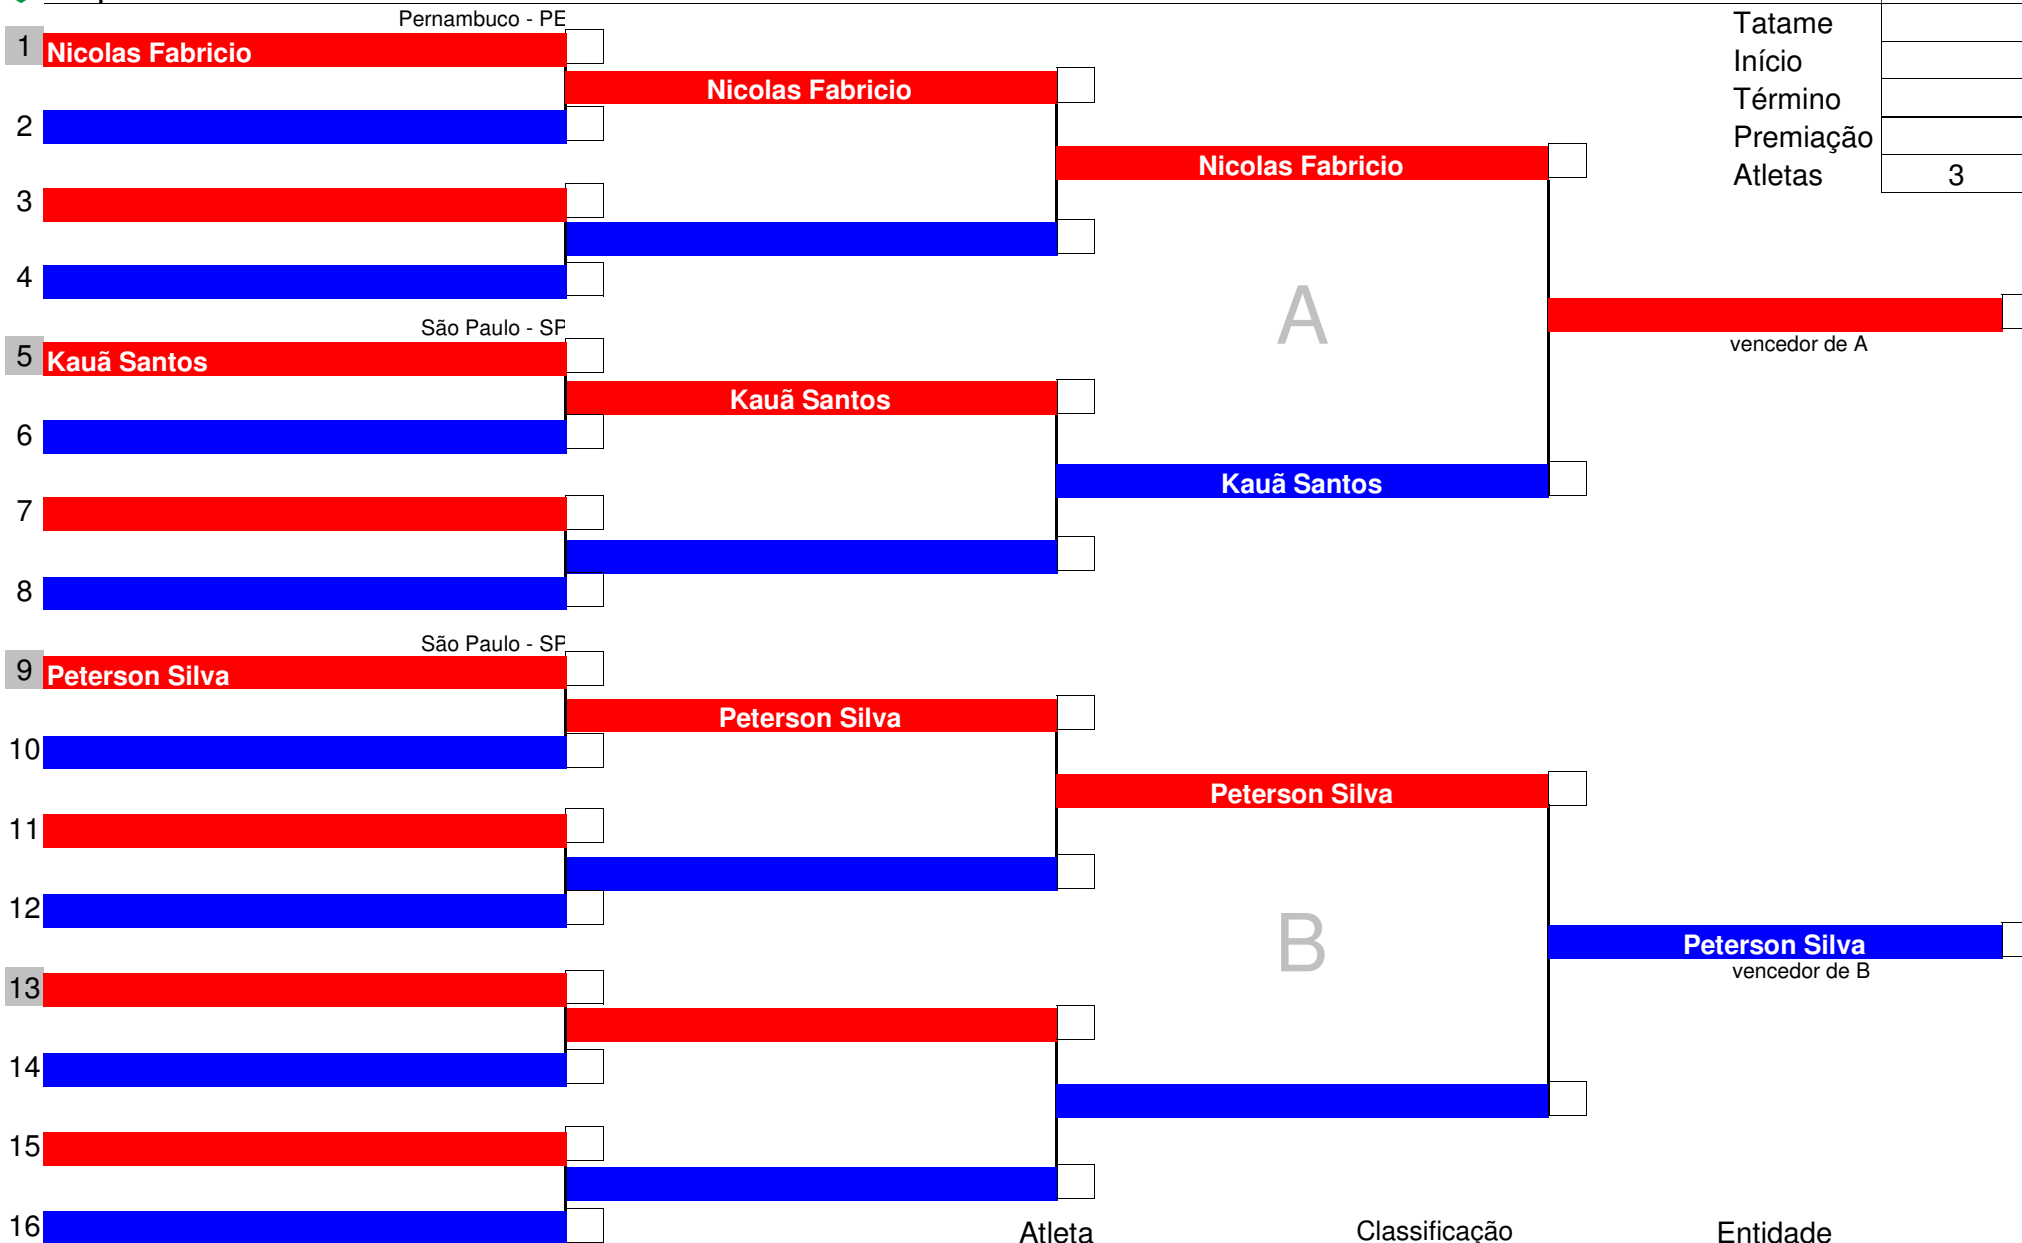 Pernambuco - PE
Tatame
1 Nicolas Fabricio
Início
Nicolas Fabricio
Término
2
Premiação
Nicolas Fabricio
Atletas 3
3
4
A
São Paulo - SP
vencedor de A
5 Kauã Santos
Kauã Santos
6
Kauã Santos
7
8
São Paulo - SP
9 Peterson Silva
Peterson Silva
10
Peterson Silva
11
12
B
Peterson Silva
vencedor de B
13
14
15
16
Atleta Classificação Entidade